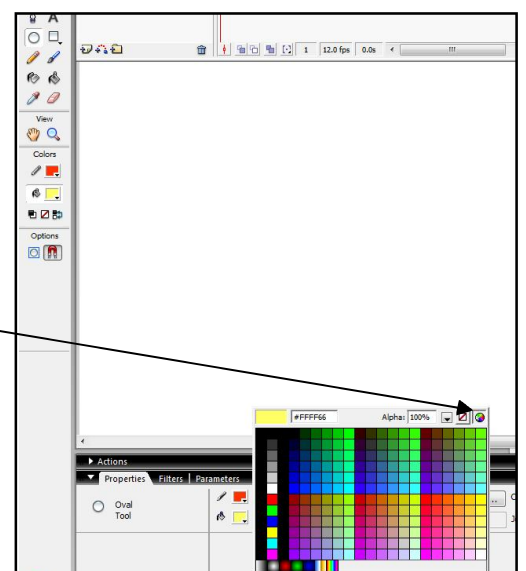 A
1 12.0 fps 0.0s
View
Colors
Options
#FFFF66 Alpha: 100%
Actions
Properties Filters Parameters
Oval
Tool